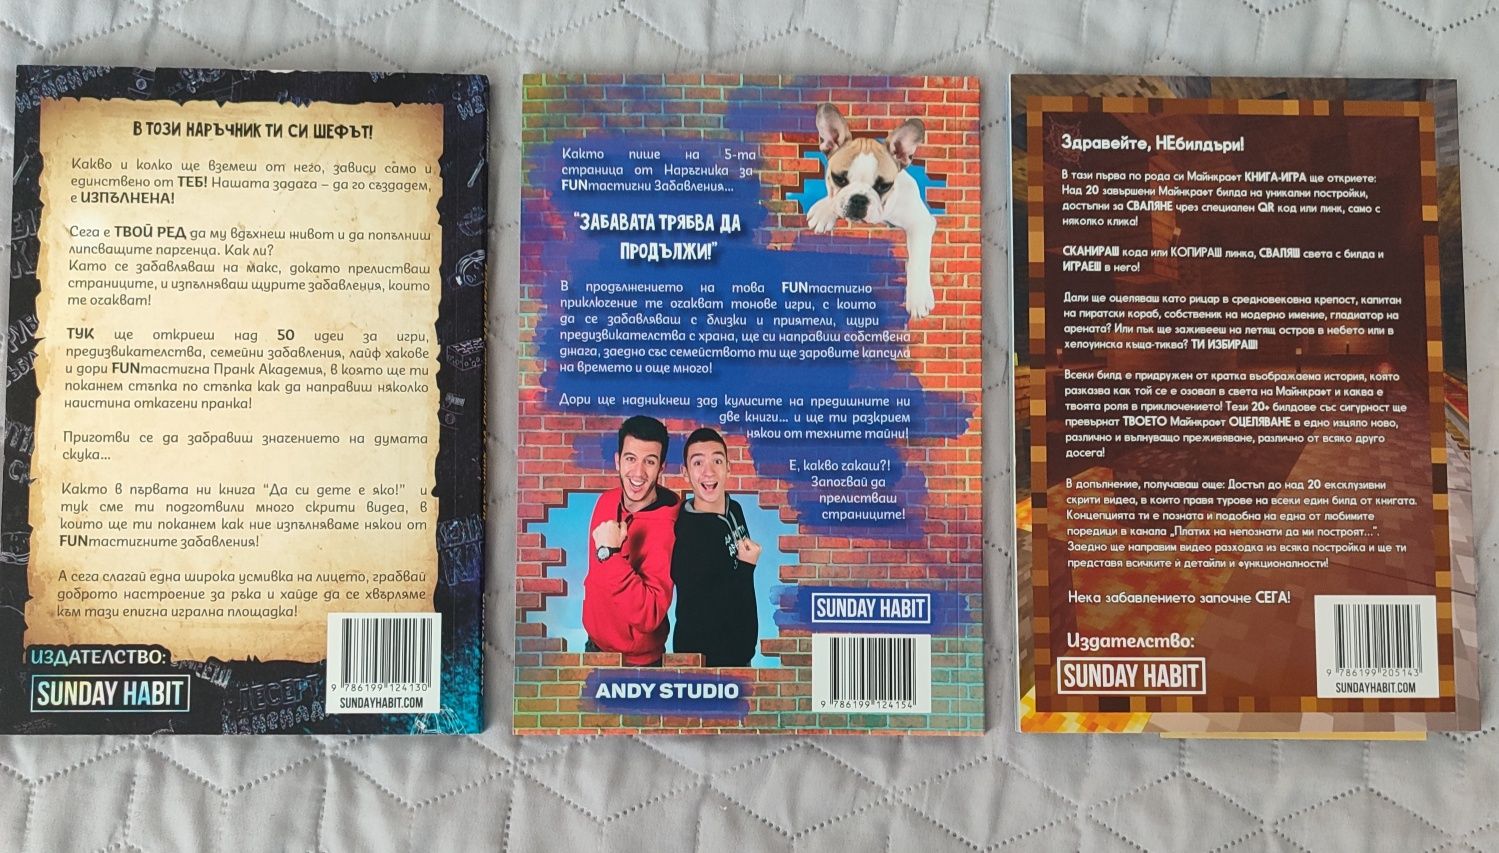 В ТОЗИ НАРЪЧНИК ТИ СИ ШЕФЪТ!
Какво и колко ще вземеш от него, зависи само и
единствено от ТЕБ! Нашата задача – да го създадем,
е ИЗПЪЛНЕНА!
Сега е ТВОЙ РЕД да му вдъхнеш живот и да попълниш
липсващите парченца. Как ли?
Като се забавляваш на макс, докато прелистваш
страниците, и изпълняваш щурите забавления, които
те очакват!
ТУК ще откриеш над 50 идеи за игри,
предизвикателства, семейни забавления, лайф хакове
и дори FUNтастична Пранк Академия, в която ще ти
покажем стъпка по стъпка как да направиш няколко
наистина откачени пранка!
Приготви се да забравиш значението на думата
скука...
Както в първата ни книга “Да си дете е яко!” и
тук сме ти подготвили много скрити видеа, в
които ще ти покажем как ние изпълняваме някои от
FUNтастичните забавления!
А сега слагай една широка усмивка на лицето, грабвай
доброто настроение за ръка и хайде да се хвърляме
към тази епична игрална площадка!
ИЗДАТЕЛСТВО:
SUNDAY HABIT
9 786199 124130
SUNDAYHABIT.COM
Както пише на 5-та
страница от Наръчника за
FUNтастични Забавления...
“ЗАБАВАТА ТРЯБВА ДА
ПРОДЪЛЖИ!”
В продължението на това FUNтастично
приключение те очакват тонове игри, с които
да се забавляваш с близки и приятели, щури
предизвикателства с храна, ще си направиш собствена
джага, заедно със семейството ти ще заровите капсула
на времето и още много!
Дори ще надникнеш зад кулисите на предишните ни
две книги... и ще ти разкрием
някои от техните тайни!
Е, какво чакаш?!
Започвай да
прелистваш
страниците!
SUNDAY HABIT
ANDY STUDIO
9 786199 124154
Здравейте, НЕбилдъри!
В тази първа по рода си Майнкрафт КНИГА-ИГРА ще откриете:
Над 20 завършени Майнкрафт билда на уникални постройки,
достъпни за СВАЛЯНЕ чрез специален QR код или линк, само с
няколко клика!
СКАНИРАШ кода или КОПИРАШ линка, СВАЛЯШ света с билда и
ИГРАЕШ в него!
Дали ще оцеляваш като рицар в средновековна крепост, капитан
на пиратски кораб, собственик на модерно имение, гладиатор на
арената? Или пък ще заживееш на летящ остров в небето или в
хелоуинска къща-тиква? ТИ ИЗБИРАШ!
Всеки билд е придружен от кратка въображаема история, която
разказва как той се е озовал в света на Майнкрафт и каква е
твоята роля в приключението! Тези 20+ билдове със сигурност ще
превърнат ТВОЕТО Майнкрафт ОЦЕЛЯВАНЕ в едно изцяло ново,
различно и вълнуващо преживяване, различно от всяко друго
досега!
В допълнение, получаваш още: Достъп до над 20 ексклузивни
скрити видеа, в които правя турове на всеки един билд от книгата.
Концепцията ти е позната и подобна на една от любимите
поредици в канала „Платих на непознати да ми построят...”.
Заедно ще направим видео разходка из всяка постройка и ще ти
представя всичките ѝ детайли и функционалности!
Нека забавлението започне СЕГА!
Издателство:
SUNDAY HABIT
9 786199 205143
SUNDAYHABIT.COM